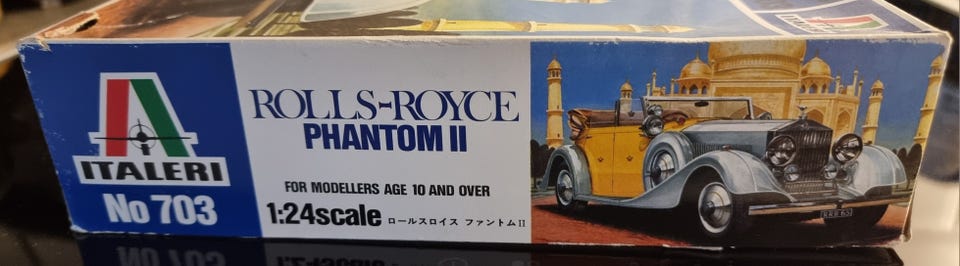 ITALERI
No 703
ROLLS-ROYCE
PHANTOM II
FOR MODELLERS AGE 10 AND OVER
1:24scale ロールスロイス ファントムII